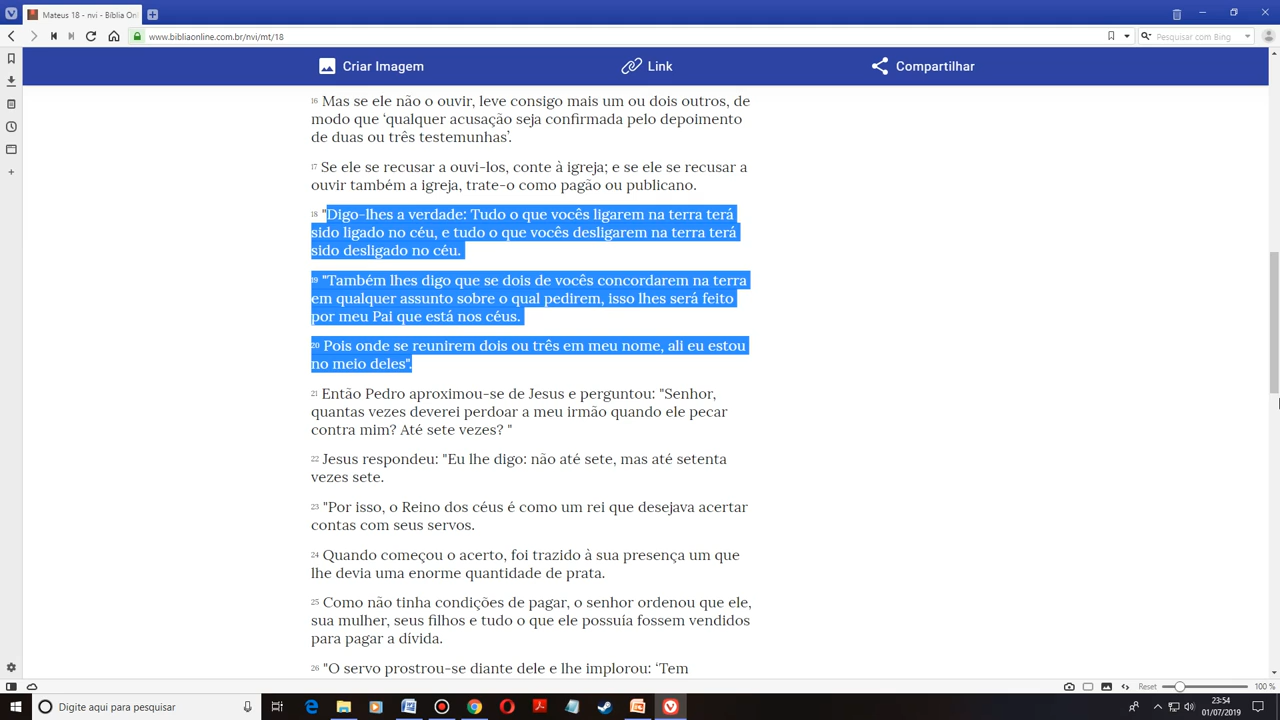 Mateus 18 - nvi - Bíblia Onl
www.bibliaonline.com.br/nvi/mt/18
Pesquisar com Bing
Criar Imagem
Link
Compartilhar
16 Mas se ele não o ouvir, leve consigo mais um ou dois outros, de
modo que ‘qualquer acusação seja confirmada pelo depoimento
de duas ou três testemunhas’.
17 Se ele se recusar a ouvi-los, conte à igreja; e se ele se recusar a
ouvir também a igreja, trate-o como pagão ou publicano.
18 "Digo-lhes a verdade: Tudo o que vocês ligarem na terra terá
sido ligado no céu, e tudo o que vocês desligarem na terra terá
sido desligado no céu.
19 "Também lhes digo que se dois de vocês concordarem na terra
em qualquer assunto sobre o qual pedirem, isso lhes será feito
por meu Pai que está nos céus.
20 Pois onde se reunirem dois ou três em meu nome, ali eu estou
no meio deles".
21 Então Pedro aproximou-se de Jesus e perguntou: "Senhor,
quantas vezes deverei perdoar a meu irmão quando ele pecar
contra mim? Até sete vezes? "
22 Jesus respondeu: "Eu lhe digo: não até sete, mas até setenta
vezes sete.
23 "Por isso, o Reino dos céus é como um rei que desejava acertar
contas com seus servos.
24 Quando começou o acerto, foi trazido à sua presença um que
lhe devia uma enorme quantidade de prata.
25 Como não tinha condições de pagar, o senhor ordenou que ele,
sua mulher, seus filhos e tudo o que ele possuía fossem vendidos
para pagar a dívida.
26 "O servo prostrou-se diante dele e lhe implorou: ‘Tem
Reset
100 %
Digite aqui para pesquisar
23:54
01/07/2019